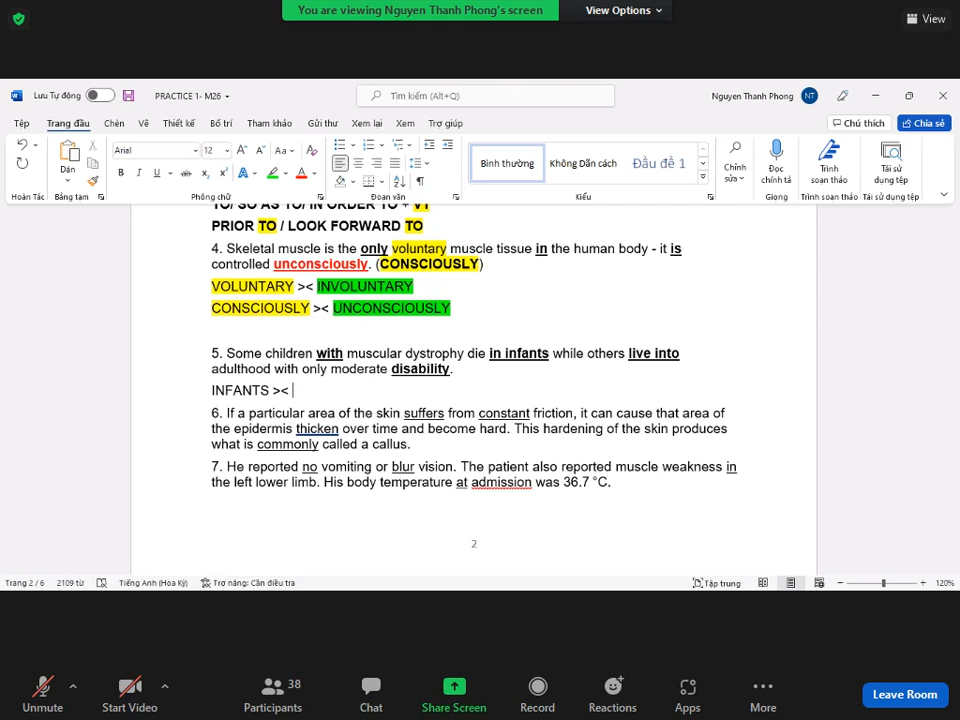 You are viewing Nguyen Thanh Phong's screen
View Options
View
Lưu Tự động
PRACTICE 1- M26
Tìm kiếm (Alt+Q)
Nguyen Thanh Phong
NT
Tệp
Trang đầu
Chèn
Vẽ
Thiết kế
Bố trí
Tham khảo
Gửi thư
Xem lại
Xem
Trợ giúp
Chú thích
Chia sẻ
Dán
Arial
12
Bình thường
Không Dãn cách
Đầu đề 1
Chỉnh sửa
Đọc chính tả
Trình soạn thảo
Tái sử dụng tệp
Hoàn Tác
Bảng tạm
Phông chữ
Đoạn văn
Kiểu
Giọng
Trình soạn thảo
Tái sử dụng tệp
TO/ SO AS TO/ IN ORDER TO + V1
PRIOR TO / LOOK FORWARD TO
4. Skeletal muscle is the only voluntary muscle tissue in the human body - it is
controlled unconsciously. (CONSCIOUSLY)
VOLUNTARY >< INVOLUNTARY
CONSCIOUSLY >< UNCONSCIOUSLY
5. Some children with muscular dystrophy die in infants while others live into
adulthood with only moderate disability.
INFANTS ><
6. If a particular area of the skin suffers from constant friction, it can cause that area of
the epidermis thicken over time and become hard. This hardening of the skin produces
what is commonly called a callus.
7. He reported no vomiting or blur vision. The patient also reported muscle weakness in
the left lower limb. His body temperature at admission was 36.7 °C.
2
Trang 2 / 6
2109 từ
Tiếng Anh (Hoa Kỳ)
Trợ năng: Cần điều tra
Tập trung
120%
Unmute
Start Video
38
Participants
Chat
Share Screen
Record
Reactions
Apps
More
Leave Room